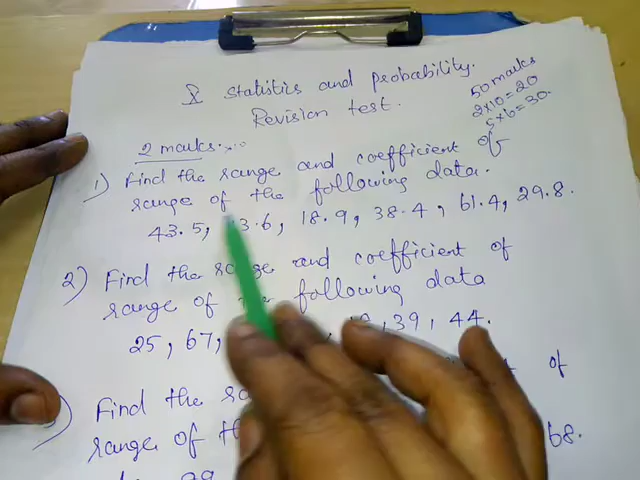 X Statistics and probability.
Revision test.
50 marks
2×10=20
5×6=30.
2 marks:...
1) Find the range and coefficient of
range of the following data.
43.5, 3.6, 18.9, 38.4, 61.4, 29.8.
2) Find the range and coefficient of
range of the following data
25, 67, 39, 44.
Find the of
range of 68.